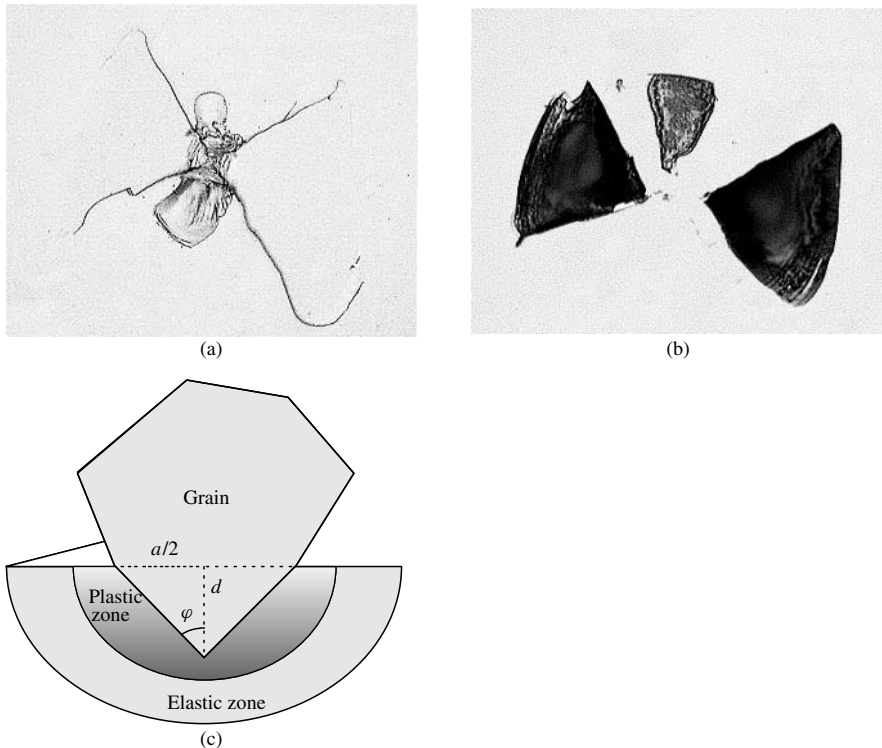 (a)
(b)
Grain
a/2
d
Plastic
zone
φ
Elastic zone
(c)